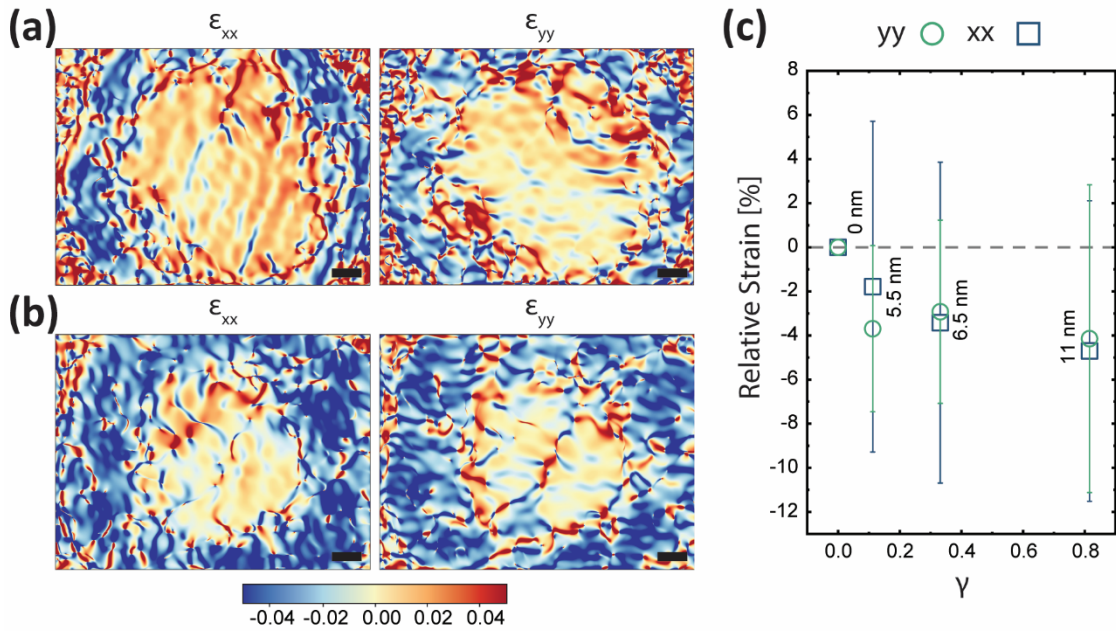 (a)
ε_xx
ε_yy
(b)
ε_xx
ε_yy
-0.04 -0.02 0.00 0.02 0.04
(c)
yy xx
Relative Strain [%]
8
6
4
2
0
-2
-4
-6
-8
-10
-12
0 nm
5.5 nm
6.5 nm
11 nm
0.0 0.2 0.4 0.6 0.8
γ